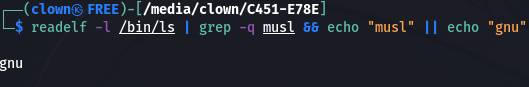 ┌──(clown㉿FREE)-[/media/clown/C451-E78E]
└─$ readelf -l /bin/ls | grep -q musl && echo "musl" || echo "gnu"
gnu